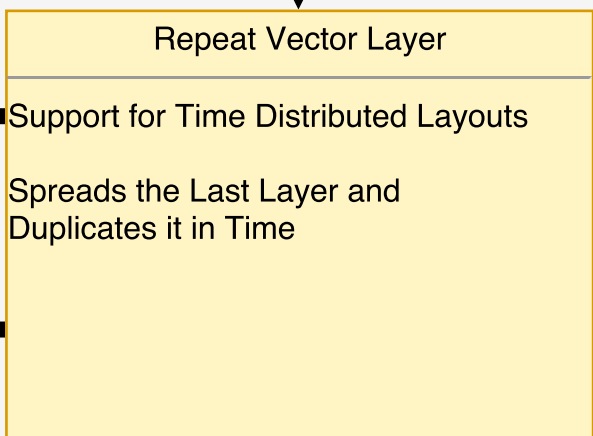 Repeat Vector Layer
Support for Time Distributed Layouts
Spreads the Last Layer and
Duplicates it in Time